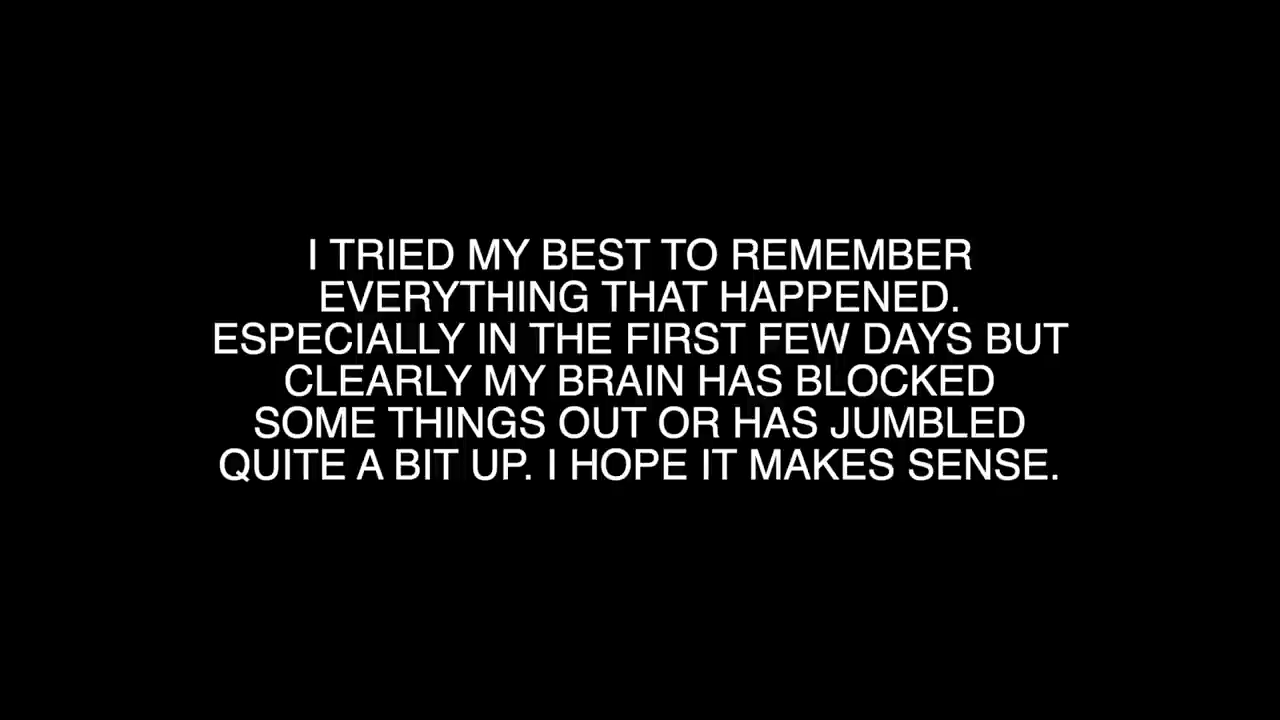 I TRIED MY BEST TO REMEMBER
EVERYTHING THAT HAPPENED.
ESPECIALLY IN THE FIRST FEW DAYS BUT
CLEARLY MY BRAIN HAS BLOCKED
SOME THINGS OUT OR HAS JUMBLED
QUITE A BIT UP. I HOPE IT MAKES SENSE.